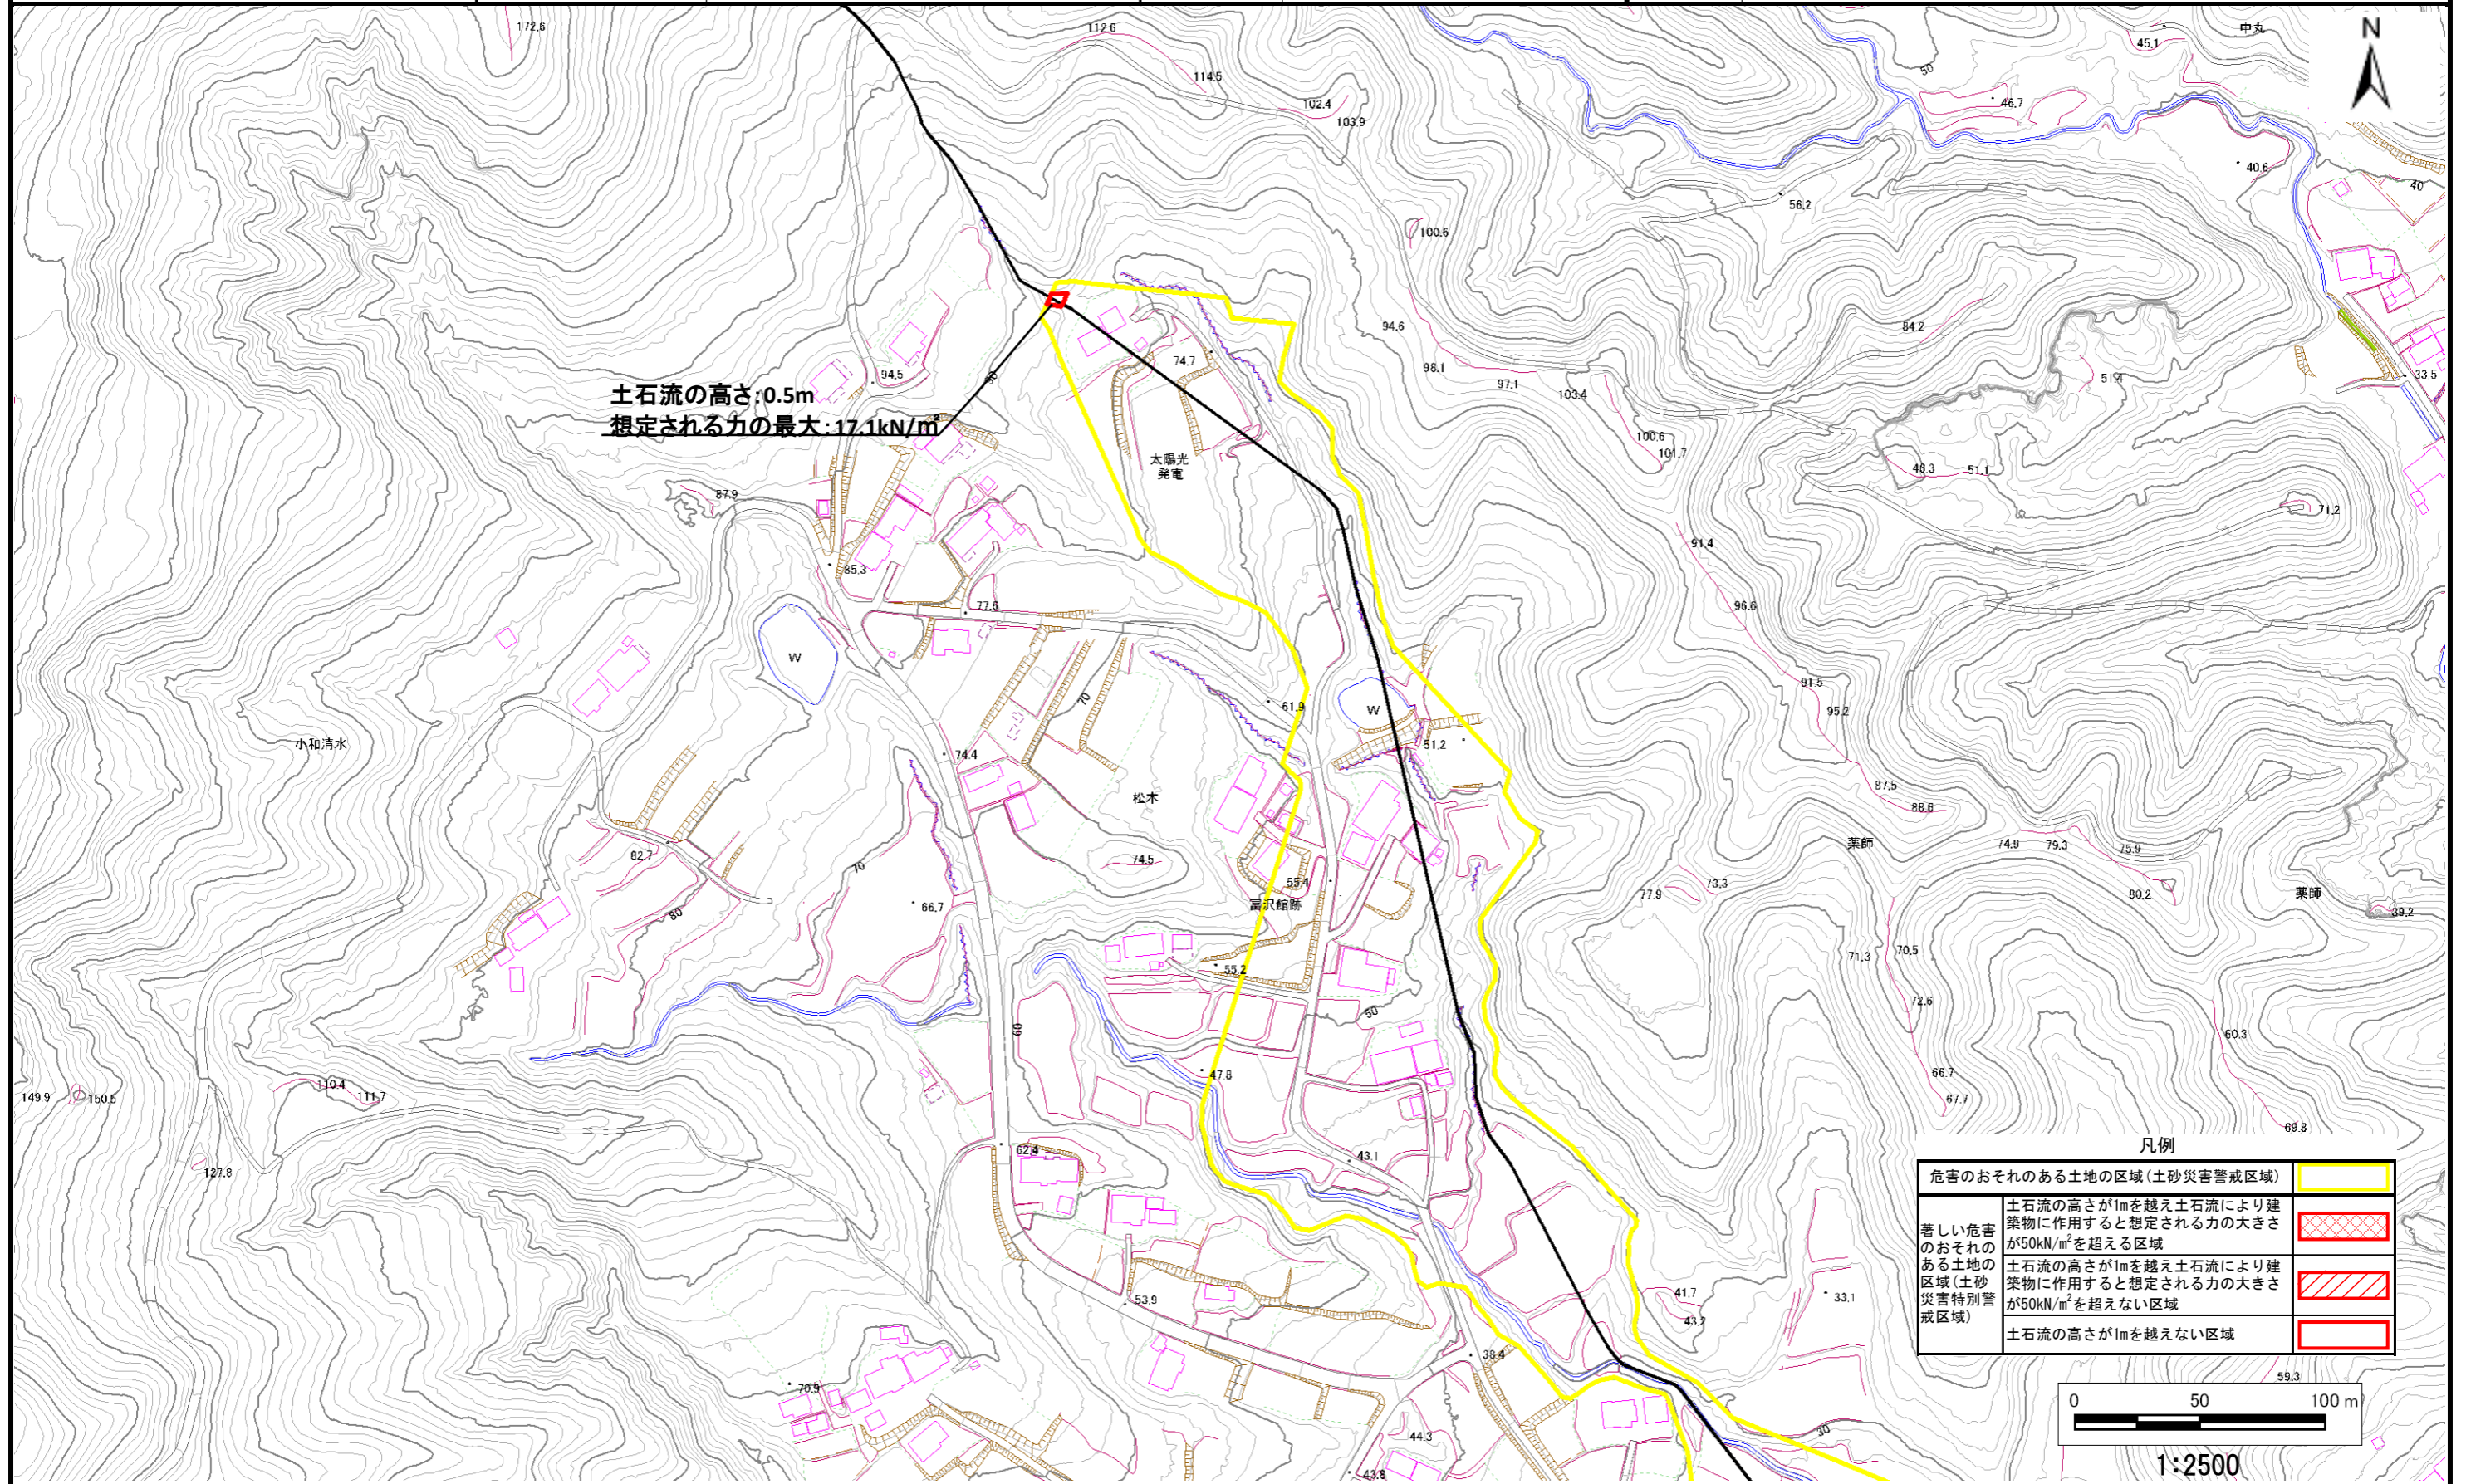 172.6
112.6
114.5
102.4
103.9
中丸
45.1
50
46.7
N
40.6
40
56.2
100.6
94.6
98.1
97.1
103.4
100.6
101.7
84.2
51.4
33.5
48.3
51.1
71.2
土石流の高さ:0.5m
想定される力の最大:17.1kN/㎡
94.5
90
74.7
太陽光
発電
87.9
85.3
77.6
W
70
61.9
W
51.2
91.4
96.6
91.5
95.2
87.5
88.6
小和清水
74.4
松本
74.5
82.7
70
80
66.7
55.4
富沢館跡
55.2
50
60
47.8
43.1
薬師
74.9
79.3
75.9
80.2
薬師
39.2
77.9
73.3
71.3
70.5
72.6
66.7
67.7
60.3
69.8
149.9
150.5
110.4
111.7
127.8
62.4
53.9
70.9
38.4
44.3
43.8
41.7
43.2
33.1
30
59.3
凡例
危害のおそれのある土地の区域(土砂災害警戒区域)
著しい危害
のおそれの
ある土地の
区域(土砂
災害特別警
戒区域)
土石流の高さが1mを越え土石流により建
築物に作用すると想定される力の大きさ
が50kN/㎡を超える区域
土石流の高さが1mを越え土石流により建
築物に作用すると想定される力の大きさ
が50kN/㎡を超えない区域
土石流の高さが1mを越えない区域
0 50 100 m
1:2500